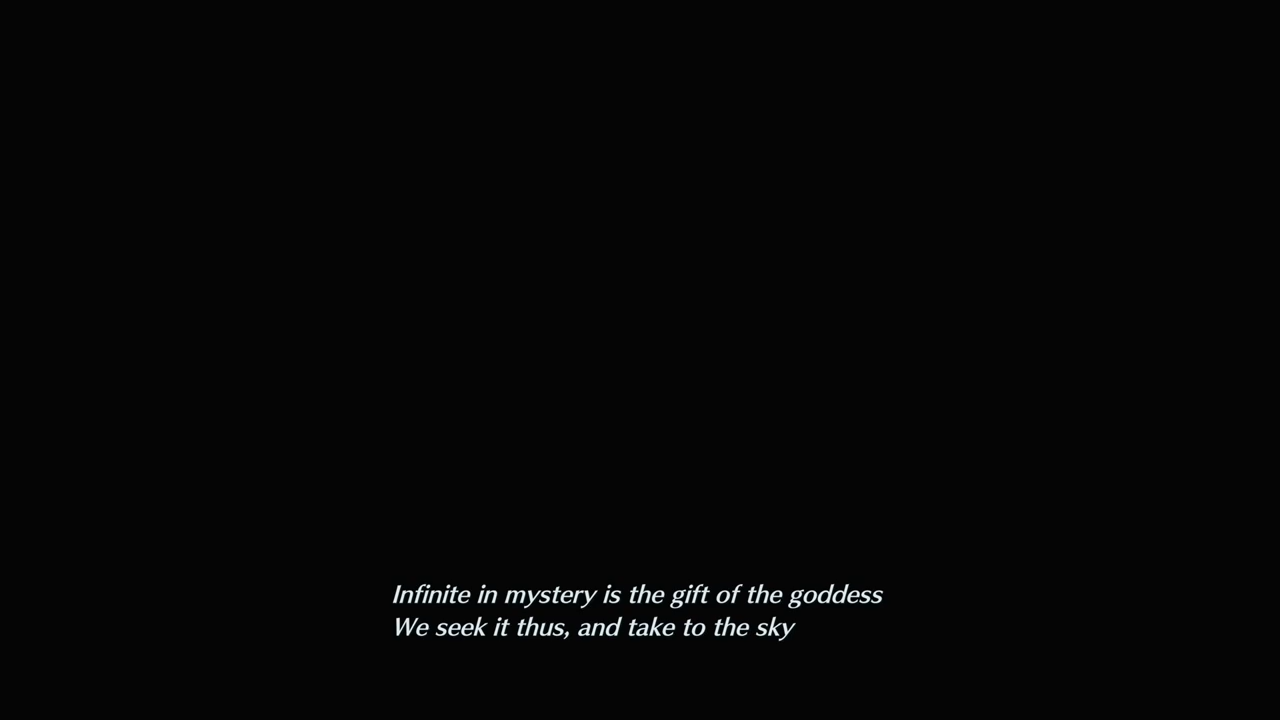 Infinite in mystery is the gift of the goddess
We seek it thus, and take to the sky